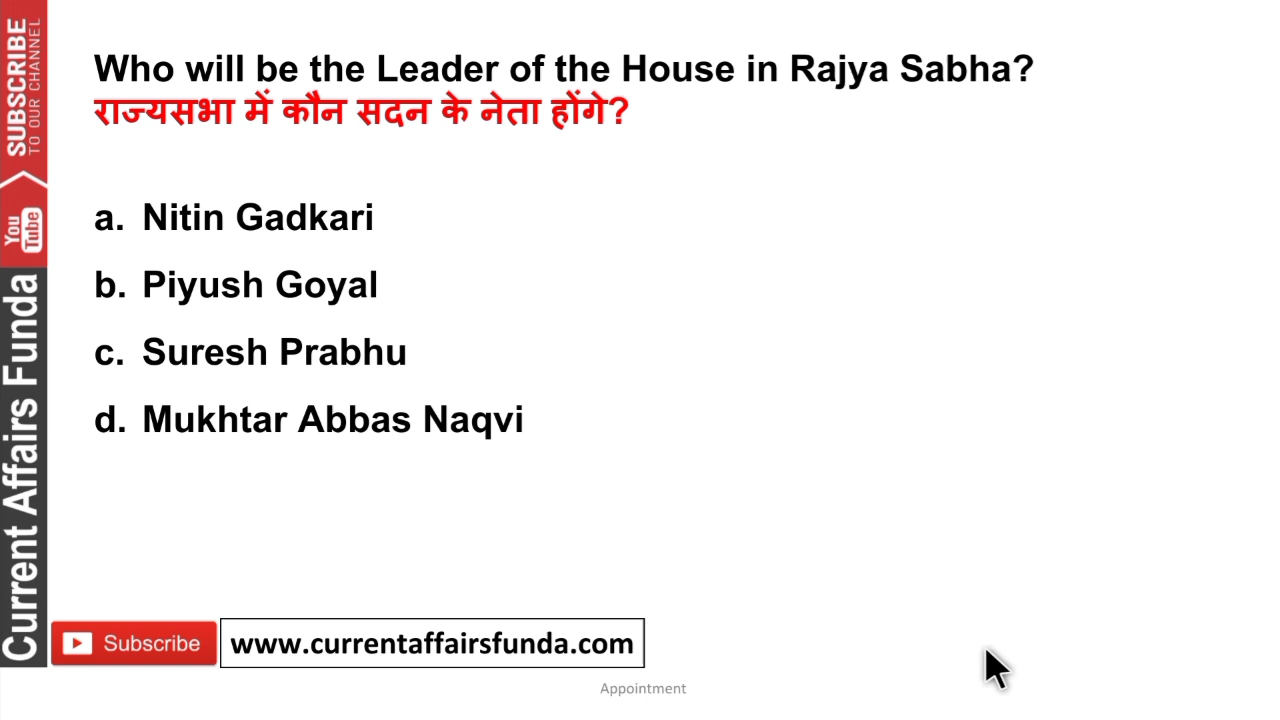 Who will be the Leader of the House in Rajya Sabha?
राज्यसभा में कौन सदन के नेता होंगे?
a. Nitin Gadkari
b. Piyush Goyal
c. Suresh Prabhu
d. Mukhtar Abbas Naqvi
SUBSCRIBE
TO OUR CHANNEL
You
Tube
Current Affairs Funda
Subscribe
www.currentaffairsfunda.com
Appointment